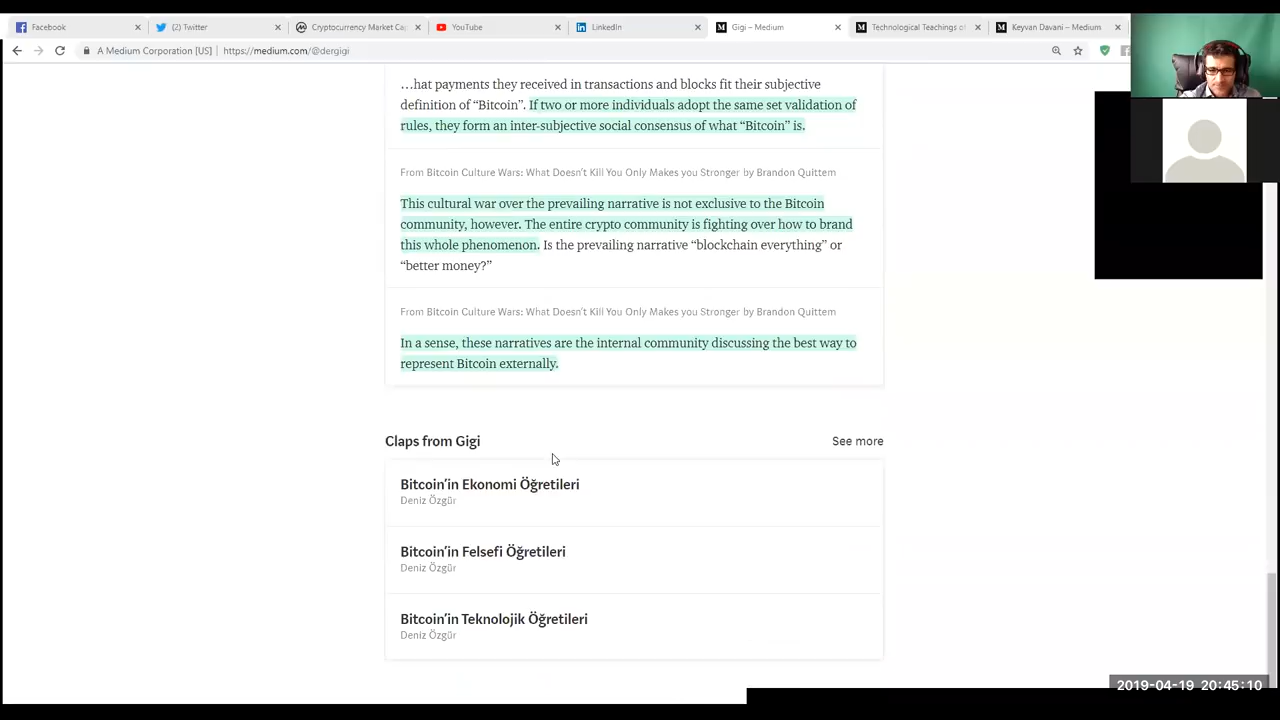 Facebook
(2) Twitter
Cryptocurrency Market Ca
YouTube
LinkedIn
Gigi – Medium
Technological Teachings o
Keyvan Davani – Medium
A Medium Corporation [US] | https://medium.com/@dergigi
…hat payments they received in transactions and blocks fit their subjective
definition of “Bitcoin”. If two or more individuals adopt the same set validation of
rules, they form an inter-subjective social consensus of what “Bitcoin” is.
From Bitcoin Culture Wars: What Doesn’t Kill You Only Makes you Stronger by Brandon Quittem
This cultural war over the prevailing narrative is not exclusive to the Bitcoin
community, however. The entire crypto community is fighting over how to brand
this whole phenomenon. Is the prevailing narrative “blockchain everything” or
“better money?”
From Bitcoin Culture Wars: What Doesn’t Kill You Only Makes you Stronger by Brandon Quittem
In a sense, these narratives are the internal community discussing the best way to
represent Bitcoin externally.
Claps from Gigi
See more
Bitcoin’in Ekonomi Öğretileri
Deniz Özgür
Bitcoin’in Felsefi Öğretileri
Deniz Özgür
Bitcoin’in Teknolojik Öğretileri
Deniz Özgür
2019-04-19 20:45:10